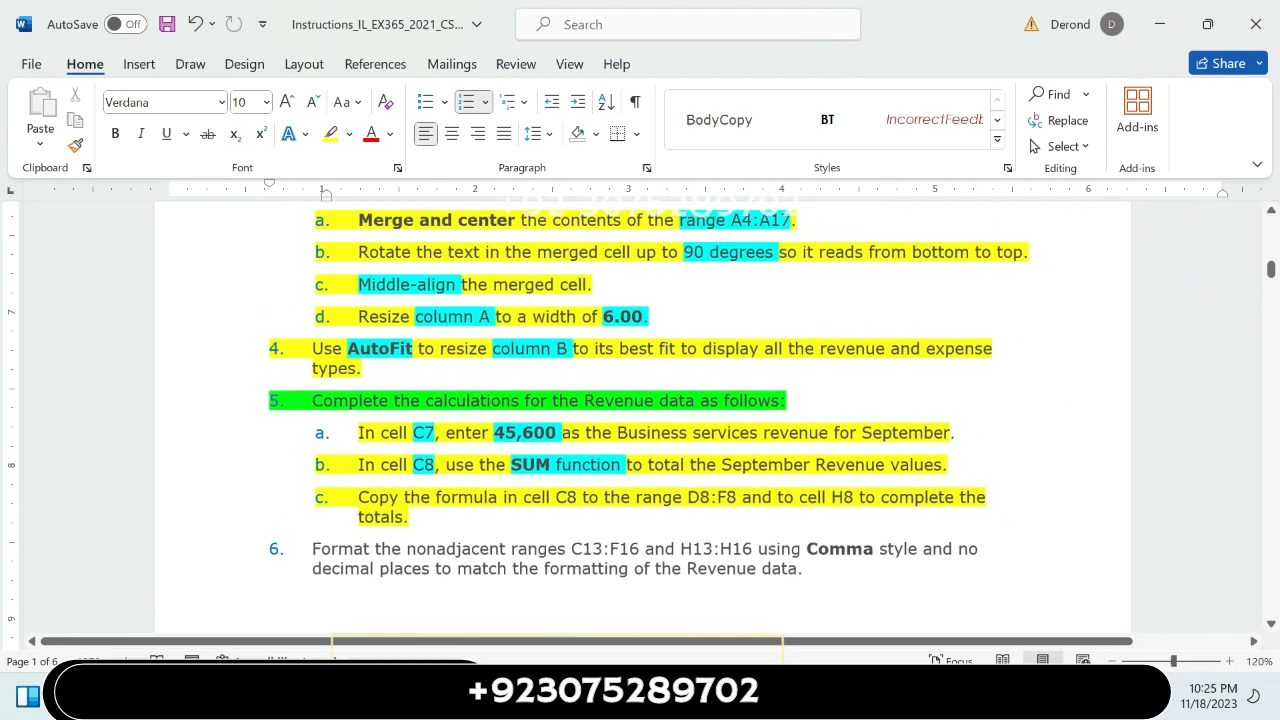 AutoSave Off Instructions_IL_EX365_2021_CS... Search Derond D
File Home Insert Draw Design Layout References Mailings Review View Help Share
Paste
Verdana 10
BodyCopy BT IncorrectFeedb
Find
Replace
Select
Add-ins
Clipboard Font Paragraph Styles Editing Add-ins
1 2 3 4 5 6
a. Merge and center the contents of the range A4:A17.
b. Rotate the text in the merged cell up to 90 degrees so it reads from bottom to top.
c. Middle-align the merged cell.
d. Resize column A to a width of 6.00.
4. Use AutoFit to resize column B to its best fit to display all the revenue and expense
types.
5. Complete the calculations for the Revenue data as follows:
a. In cell C7, enter 45,600 as the Business services revenue for September.
b. In cell C8, use the SUM function to total the September Revenue values.
c. Copy the formula in cell C8 to the range D8:F8 and to cell H8 to complete the
totals.
6. Format the nonadjacent ranges C13:F16 and H13:H16 using Comma style and no
decimal places to match the formatting of the Revenue data.
Page 1 of 6 Focus 120%
+923075289702
10:25 PM
11/18/2023